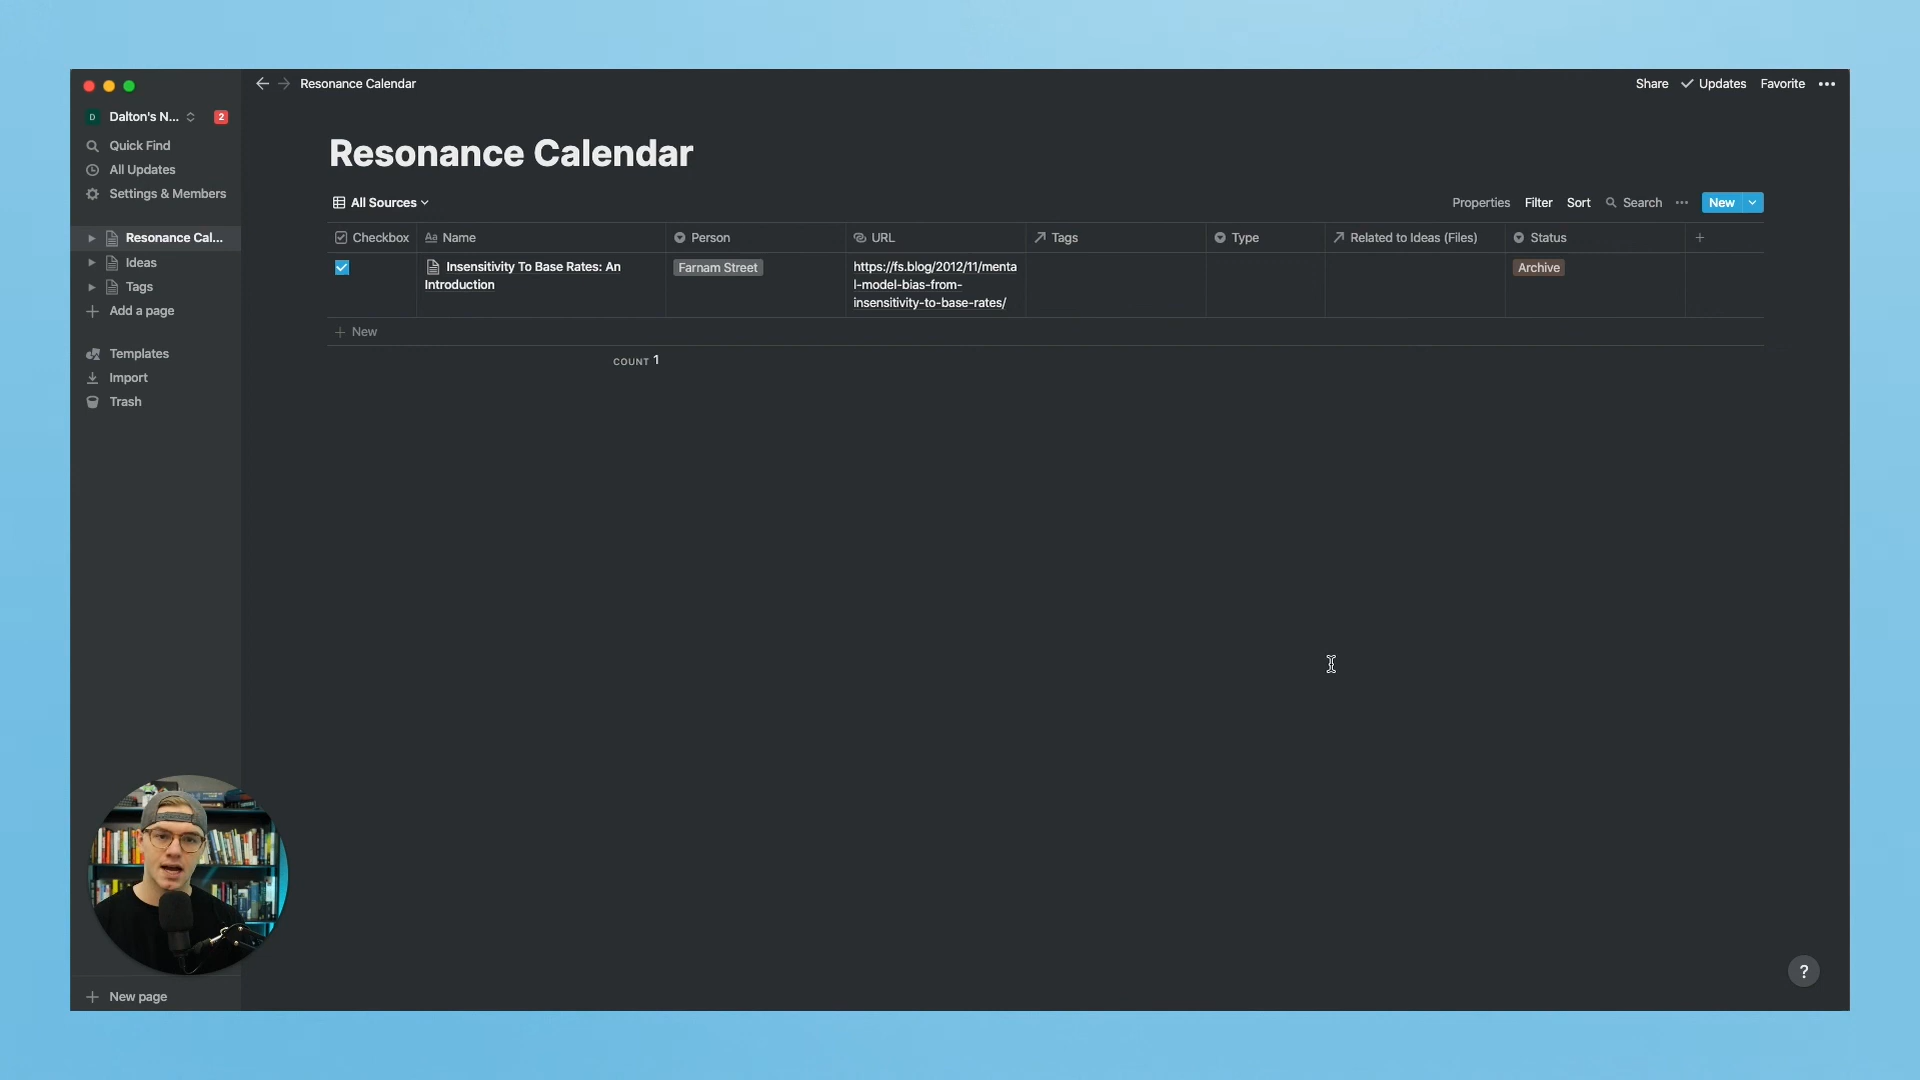 Resonance Calendar
Share
Updates
Favorite
D
Dalton's N...
2
Quick Find
All Updates
Settings & Members
Resonance Cal...
Ideas
Tags
Add a page
Templates
Import
Trash
New page
Resonance Calendar
All Sources
Properties
Filter
Sort
Search
New
Checkbox
Aa Name
Person
URL
Tags
Type
Related to Ideas (Files)
Status
Insensitivity To Base Rates: An
Introduction
Farnam Street
https://fs.blog/2012/11/menta
l-model-bias-from-
insensitivity-to-base-rates/
Archive
New
COUNT 1
?